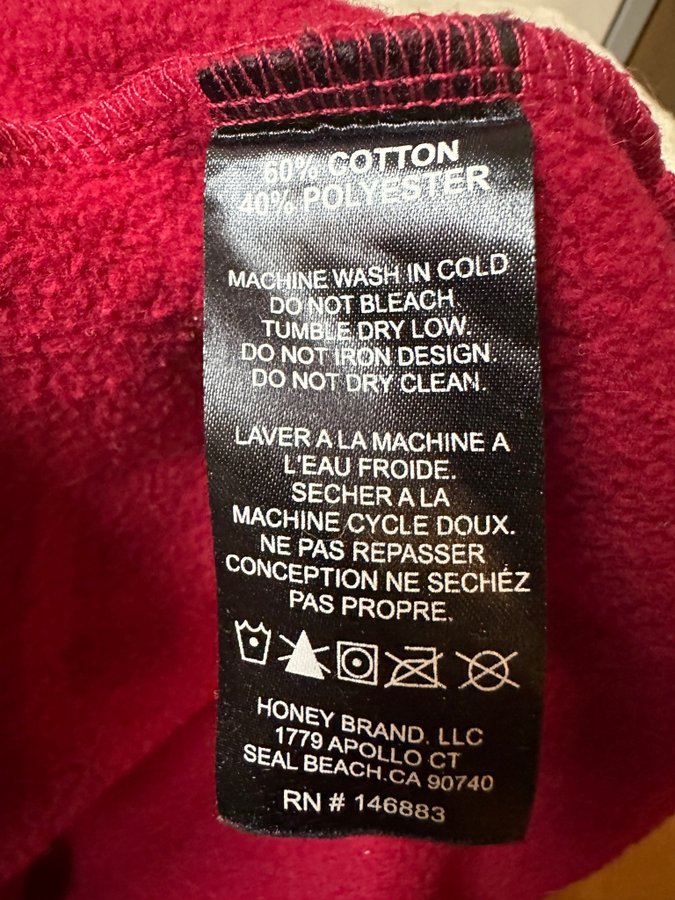 60% COTTON
40% POLYESTER
MACHINE WASH IN COLD
DO NOT BLEACH
TUMBLE DRY LOW.
DO NOT IRON DESIGN.
DO NOT DRY CLEAN.
LAVER A LA MACHINE A
L'EAU FROIDE.
SECHER A LA
MACHINE CYCLE DOUX.
NE PAS REPASSER
CONCEPTION NE SECHÉZ
PAS PROPRE.
HONEY BRAND. LLC
1779 APOLLO CT
SEAL BEACH.CA 90740
RN # 146883